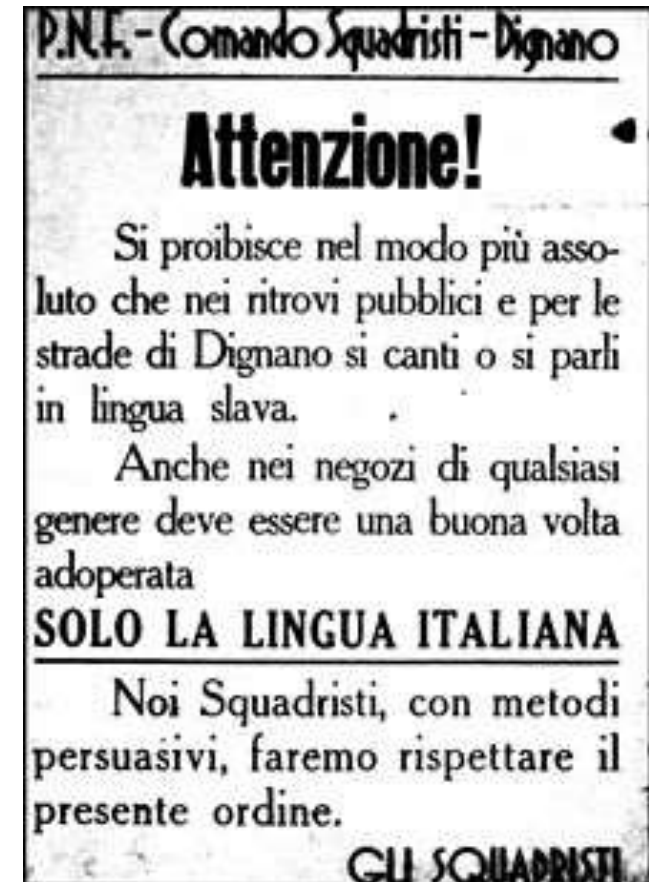 P.N.F. - Comando Squadristi - Dignano
Attenzione!
Si proibisce nel modo più asso-
luto che nei ritrovi pubblici e per le
strade di Dignano si canti o si parli
in lingua slava.
Anche nei negozi di qualsiasi
genere deve essere una buona volta
adoperata
SOLO LA LINGUA ITALIANA
Noi Squadristi, con metodi
persuasivi, faremo rispettare il
presente ordine.
GLI SQUADRISTI